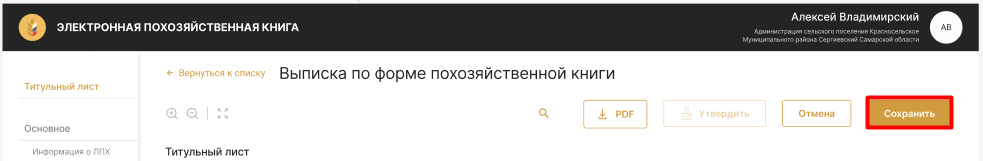 ЭЛЕКТРОННАЯ ПОХОЗЯЙСТВЕННАЯ КНИГА
Алексей Владимирский
Администрация сельского поселения Красносельское
Муниципального района Сергиевский Самарской области
АВ
Титульный лист
Основное
Информация о ЛПХ
← Вернуться к списку Выписка по форме похозяйственной книги
PDF Утвердить Отмена Сохранить
Титульный лист